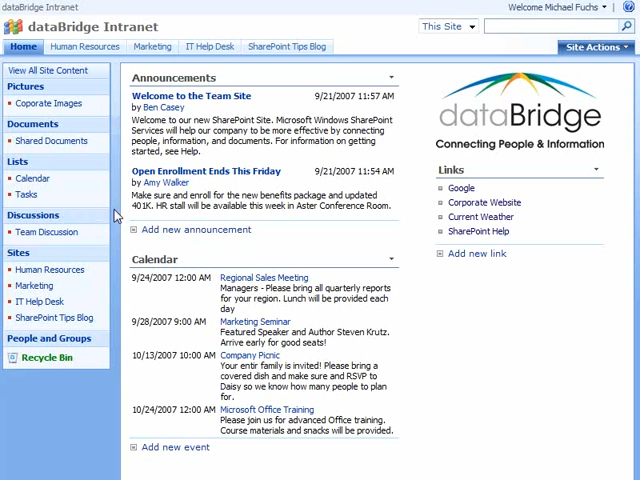 dataBridge Intranet
Welcome Michael Fuchs
dataBridge Intranet
This Site
Home
Human Resources
Marketing
IT Help Desk
SharePoint Tips Blog
Site Actions
View All Site Content
Pictures
Coporate Images
Documents
Shared Documents
Lists
Calendar
Tasks
Discussions
Team Discussion
Sites
Human Resources
Marketing
IT Help Desk
SharePoint Tips Blog
People and Groups
Recycle Bin
Announcements
Welcome to the Team Site 9/21/2007 11:57 AM
by Ben Casey
Welcome to our new SharePoint Site. Microsoft Windows SharePoint
Services will help our company to be more effective by connecting
people, information, and documents. For information on getting
started, see Help.
Open Enrollment Ends This Friday 9/21/2007 11:54 AM
by Amy Walker
Make sure and enroll for the new benefits package and updated
401K. HR stall will be available this week in Aster Conference Room.
Add new announcement
Calendar
9/24/2007 12:00 AM Regional Sales Meeting
Managers - Please bring all quarterly reports
for your region. Lunch will be provided each
day
9/28/2007 9:00 AM Marketing Seminar
Featured Speaker and Author Steven Krutz.
Arrive early for good seats!
10/13/2007 10:00 AM Company Picnic
Your entire family is invited! Please bring a
covered dish and make sure and RSVP to
Daisy so we know how many people to plan
for.
10/24/2007 12:00 AM Microsoft Office Training
Please join us for advanced Office training.
Course materials and snacks will be provided.
Add new event
dataBridge
Connecting People & Information
Links
Google
Corporate Website
Current Weather
SharePoint Help
Add new link